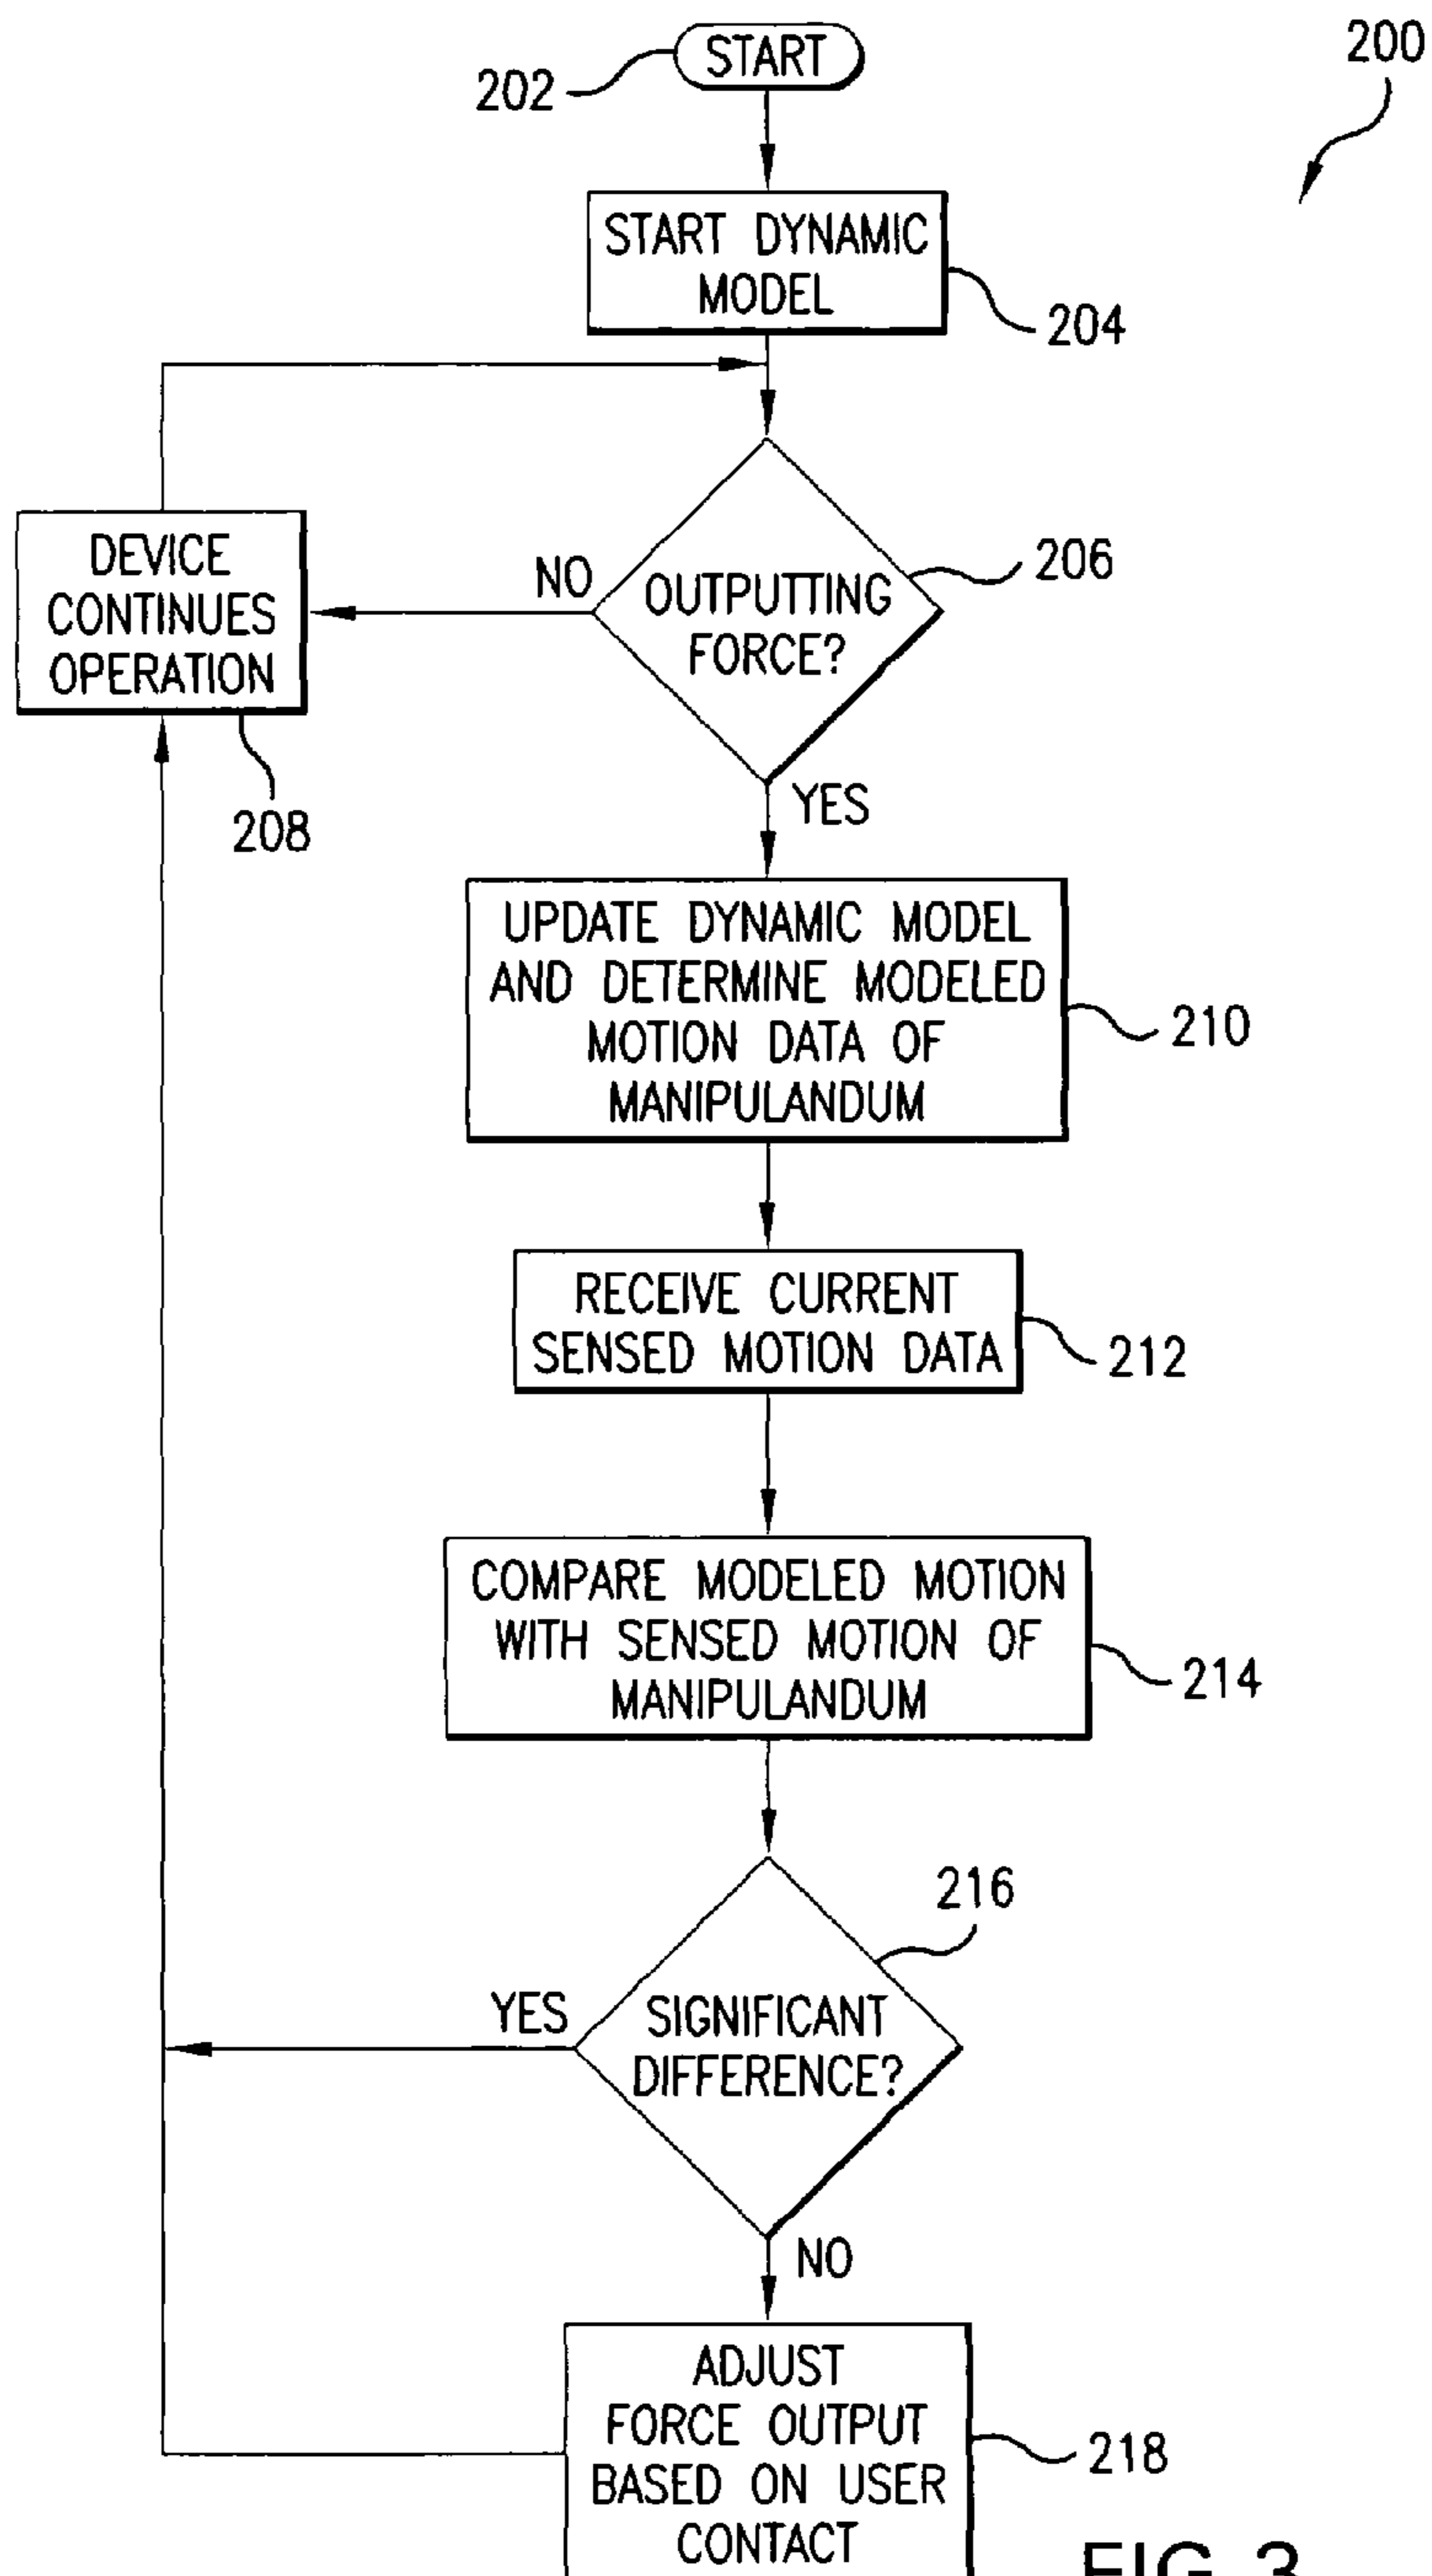 200
START
202
START DYNAMIC
MODEL
204
DEVICE
CONTINUES
OPERATION
208
NO
OUTPUTTING
FORCE?
206
YES
UPDATE DYNAMIC MODEL
AND DETERMINE MODELED
MOTION DATA OF
MANIPULANDUM
210
RECEIVE CURRENT
SENSED MOTION DATA
212
COMPARE MODELED MOTION
WITH SENSED MOTION OF
MANIPULANDUM
214
216
YES
SIGNIFICANT
DIFFERENCE?
NO
ADJUST
FORCE OUTPUT
BASED ON USER
CONTACT
218
FIG. 3